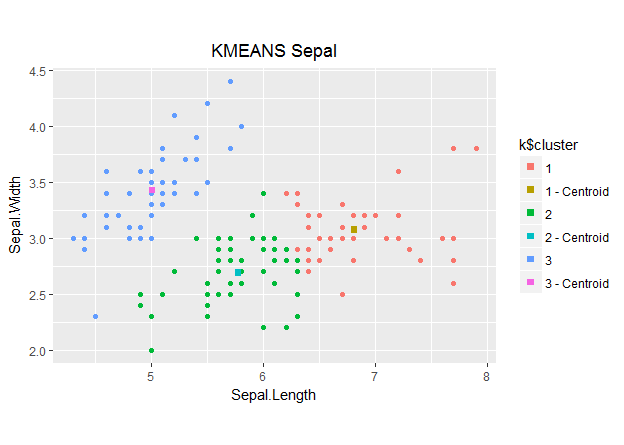 KMEANS Sepal
4.5
4.0
3.5
3.0
2.5
2.0
Sepal.Width
5
6
7
8
Sepal.Length
k$cluster
1
1 - Centroid
2
2 - Centroid
3
3 - Centroid